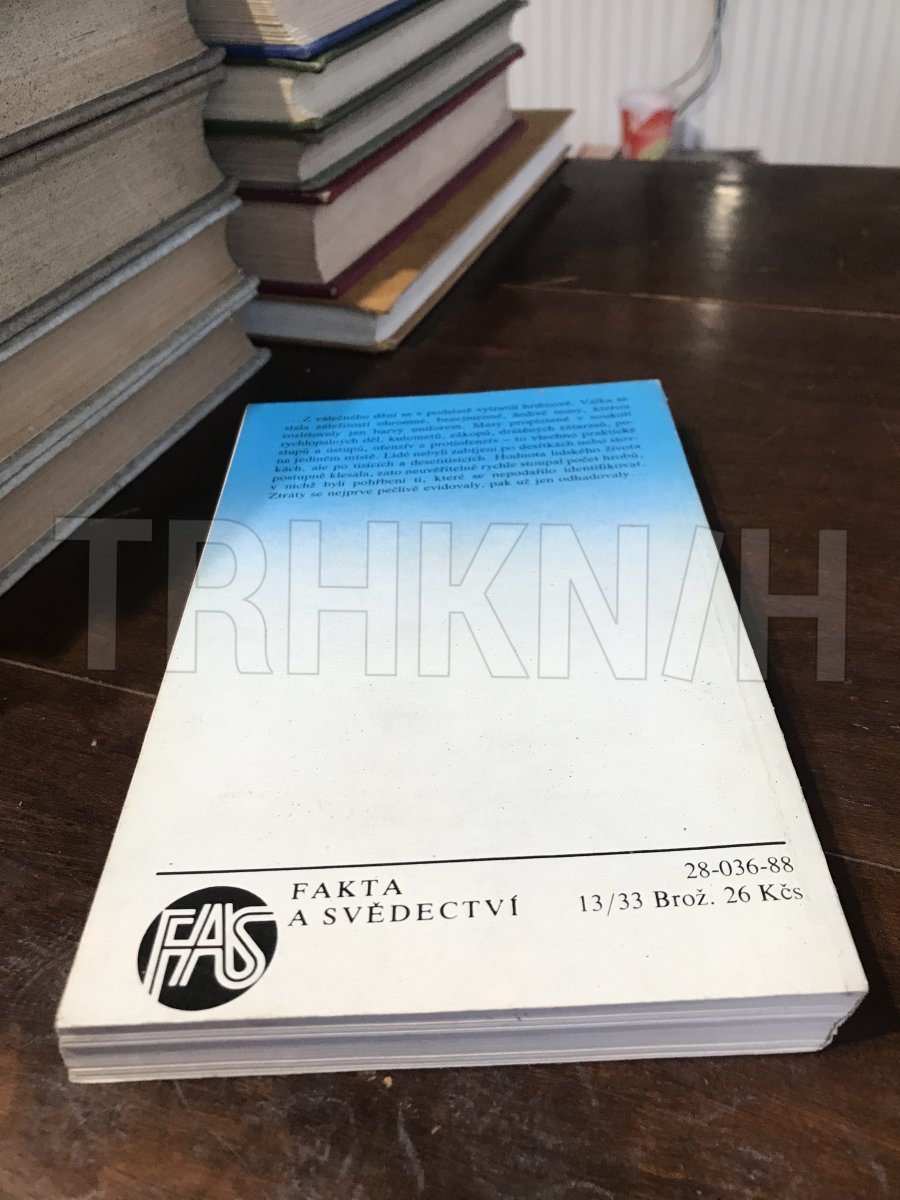 . . . Z válečného dění se v podstatě vytratili hrdinové. Válka se
stala záležitostí ohromné, bezejmenné, šedivé masy, kterou
rozlišovaly jen barvy uniforem. Masy propletené v soukolí
rychlopalných děl, kulometů, zákopů, drátěných zátarasů, po-
stupů a ústupů, ofenzív a protiofenzív – to všechno prakticky
na jediném místě. Lidé nebyli zabíjeni po desítkách nebo stov-
kách, ale po tisících a desetitisících. Hodnota lidského života
postupně klesala, zato neuvěřitelně rychle stoupal počet hrobů,
v nichž byli pohřbeni ti, které se nepodařilo identifikovat.
Ztráty se nejprve pečlivě evidovaly, pak už jen odhadovaly . . .
TRHKNIH
FAS
FAKTA
A SVĚDECTVÍ
28-036-88
13/33 Brož. 26 Kčs